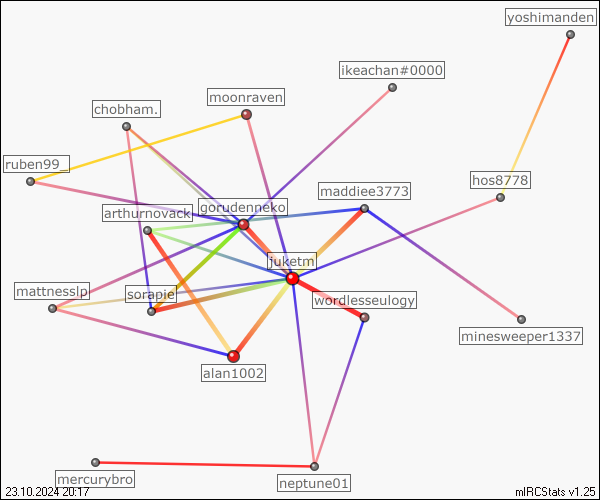 yoshimanden
ikeachan#0000
moonraven
chobham.
ruben99_
hos8778
maddiee3773
gorudenneko
arthurnovack
juketm
mattnesslp
sorapie
wordlesseulogy
minesweeper1337
alan1002
mercurybro
neptune01
23.10.2024 20:17
mIRCStats v1.25